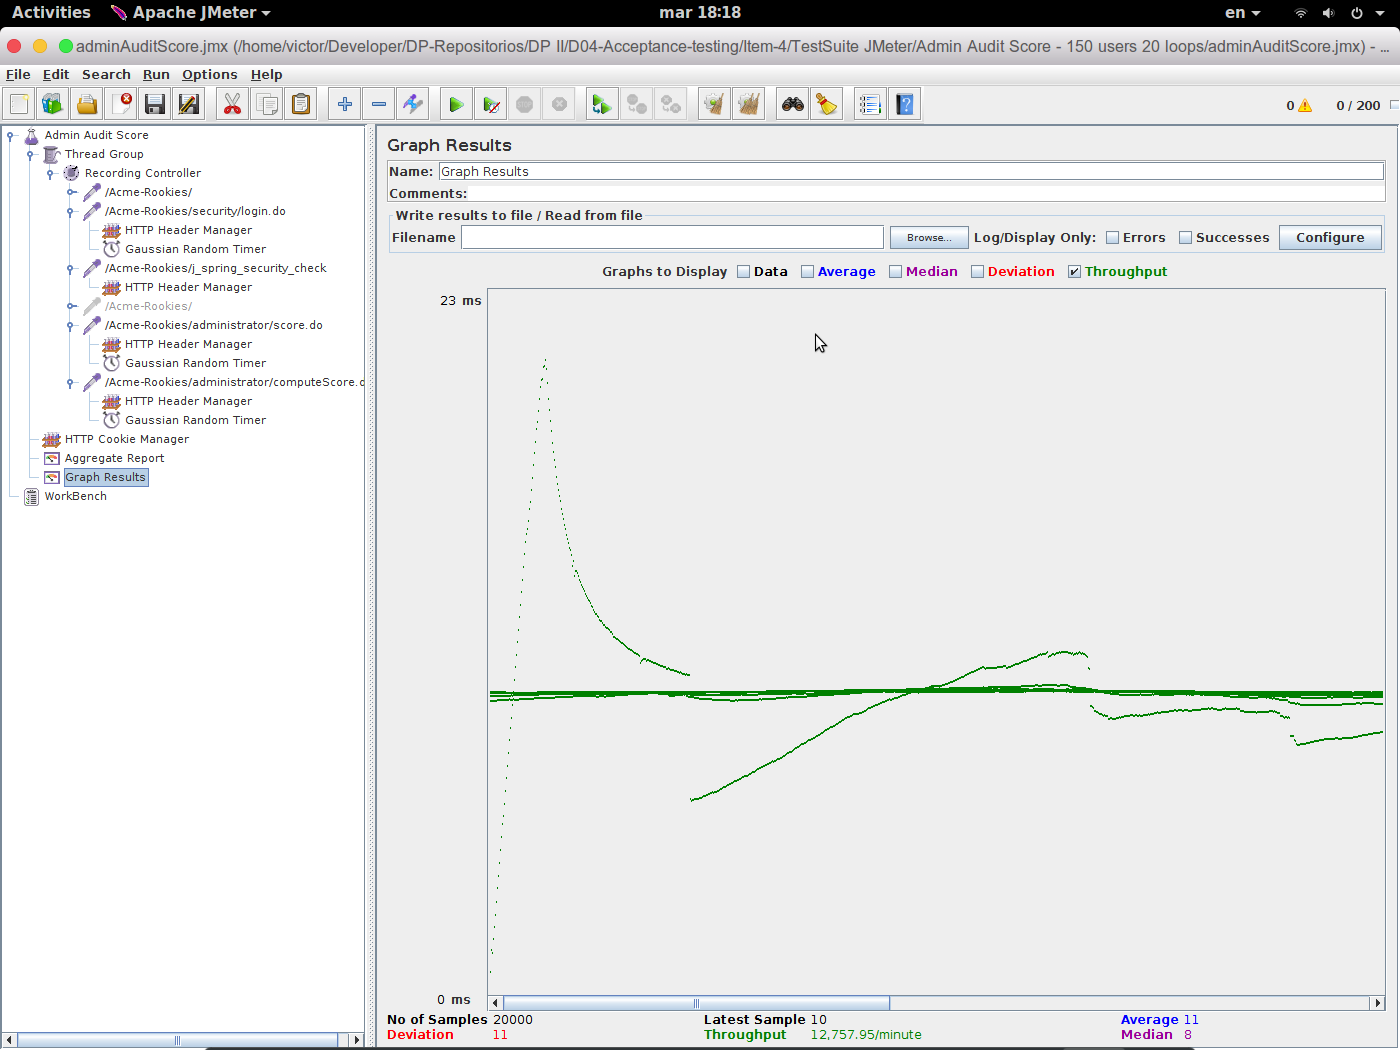 Activities Apache JMeter mar 18:18 en
adminAuditScore.jmx (/home/victor/Developer/DP-Repositorios/DP II/D04-Acceptance-testing/Item-4/TestSuite JMeter/Admin Audit Score - 150 users 20 loops/adminAuditScore.jmx) - ...
File Edit Search Run Options Help
0 0 / 200
Admin Audit Score
Thread Group
Recording Controller
/Acme-Rookies/
/Acme-Rookies/security/login.do
HTTP Header Manager
Gaussian Random Timer
/Acme-Rookies/j_spring_security_check
HTTP Header Manager
/Acme-Rookies/
/Acme-Rookies/administrator/score.do
HTTP Header Manager
Gaussian Random Timer
/Acme-Rookies/administrator/computeScore.d
HTTP Header Manager
Gaussian Random Timer
HTTP Cookie Manager
Aggregate Report
Graph Results
WorkBench
Graph Results
Name: Graph Results
Comments:
Write results to file / Read from file
Filename Browse... Log/Display Only: Errors Successes Configure
Graphs to Display Data Average Median Deviation Throughput
23 ms
0 ms
No of Samples 20000 Latest Sample 10 Average 11
Deviation 11 Throughput 12,757.95/minute Median 8